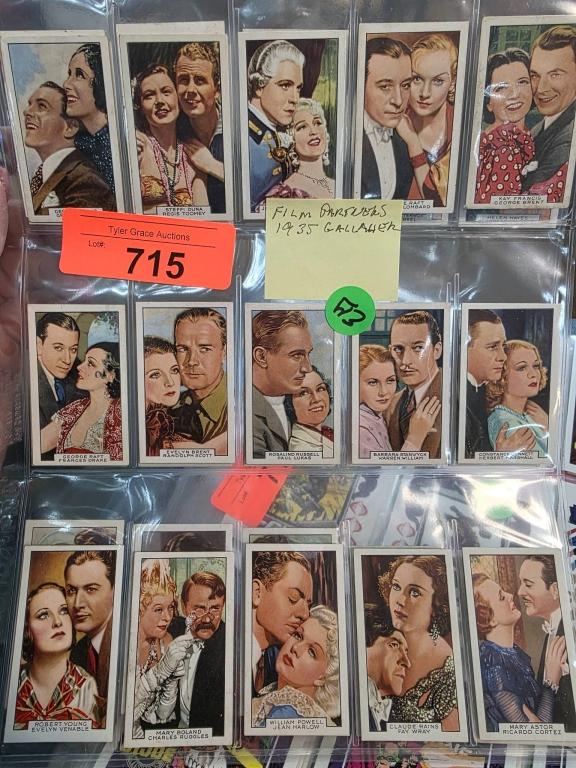 STEFFI DUNA
REGIS TOOMEY
RAFT
LOMBARD
KAY FRANCIS
GEORGE BRENT
HELEN HAYES
Tyler Grace Auctions
Lot#:
715
FILM PARTNERS
1935 GALLAHER
GEORGE RAFT
FRANCES DRAKE
EVELYN BRENT
RANDOLPH SCOTT
ROSALIND RUSSELL
PAUL LUKAS
BARBARA STANWYCK
WARREN WILLIAM
CONSTANCE BENNETT
HERBERT MARSHALL
ROBERT YOUNG
EVELYN VENABLE
MARY BOLAND
CHARLES RUGGLES
WILLIAM POWELL
JEAN HARLOW
CLAUDE RAINS
FAY WRAY
MARY ASTOR
RICARDO CORTEZ